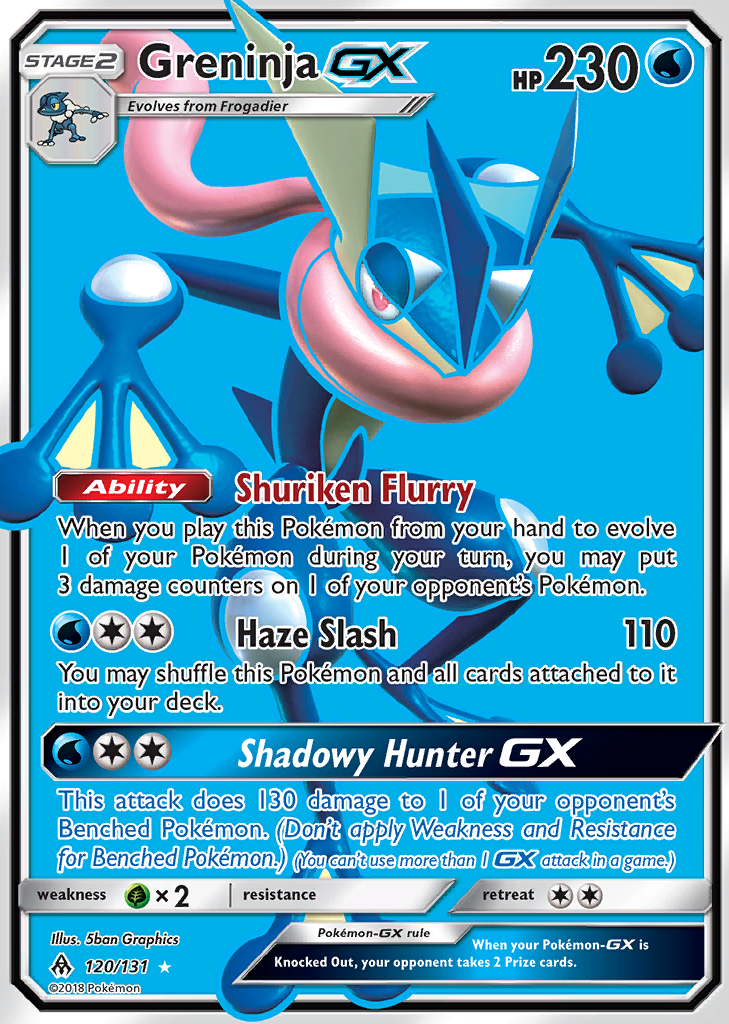 STAGE2 Greninja GX HP230
Evolves from Frogadier
Ability Shuriken Flurry
When you play this Pokémon from your hand to evolve
1 of your Pokémon during your turn, you may put
3 damage counters on 1 of your opponent's Pokémon.
Haze Slash 110
You may shuffle this Pokémon and all cards attached to it
into your deck.
Shadowy Hunter GX
This attack does 130 damage to 1 of your opponent's
Benched Pokémon. (Don't apply Weakness and Resistance
for Benched Pokémon.) (You can't use more than 1 GX attack in a game.)
weakness ×2 resistance retreat
Illus. 5ban Graphics
120/131
©2018 Pokémon
Pokémon-GX rule
When your Pokémon-GX is
Knocked Out, your opponent takes 2 Prize cards.